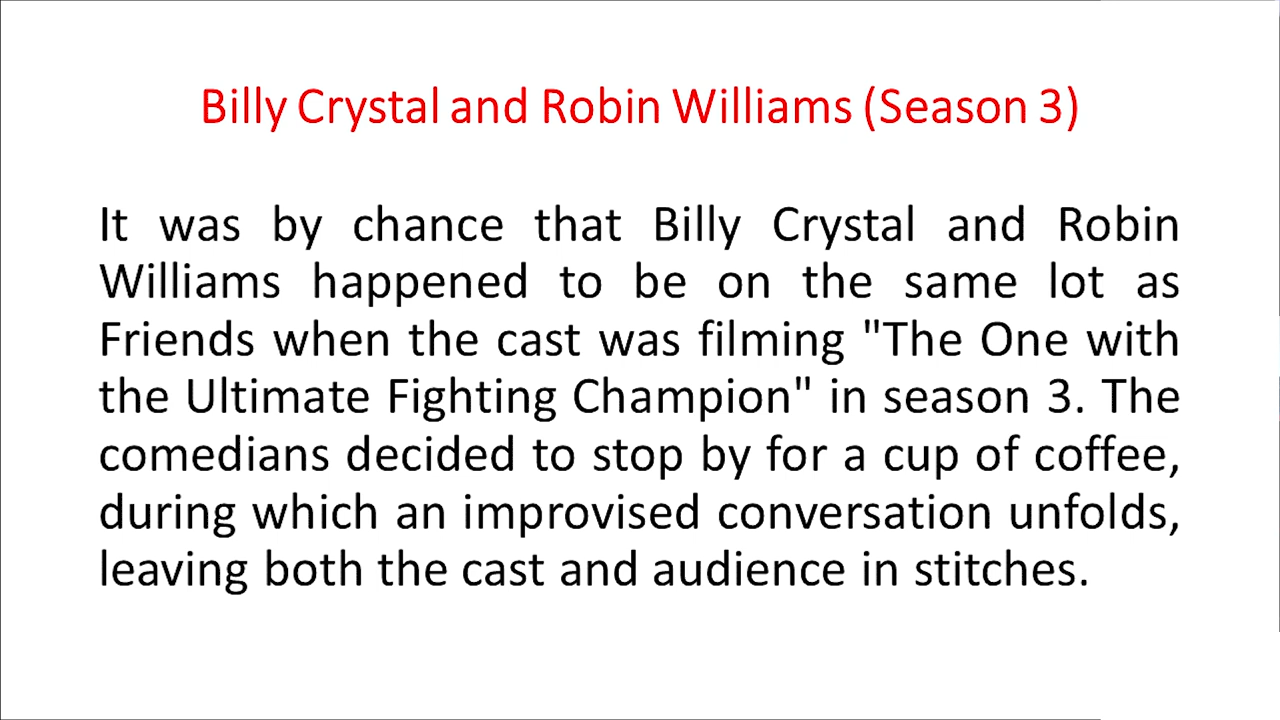 Billy Crystal and Robin Williams (Season 3)
It was by chance that Billy Crystal and Robin
Williams happened to be on the same lot as
Friends when the cast was filming "The One with
the Ultimate Fighting Champion" in season 3. The
comedians decided to stop by for a cup of coffee,
during which an improvised conversation unfolds,
leaving both the cast and audience in stitches.